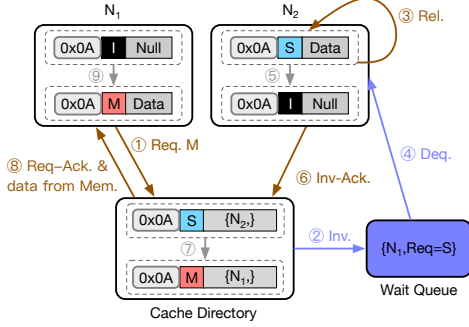 N₁
N₂
③ Rel.
0x0A I Null
⑨
0x0A M Data
0x0A S Data
⑤
0x0A I Null
① Req. M
⑧ Req-Ack. &
data from Mem.
⑥ Inv-Ack.
④ Deq.
0x0A S {N₂,}
⑦
0x0A M {N₁,}
② Inv.
{N₁,Req=S}
Cache Directory
Wait Queue